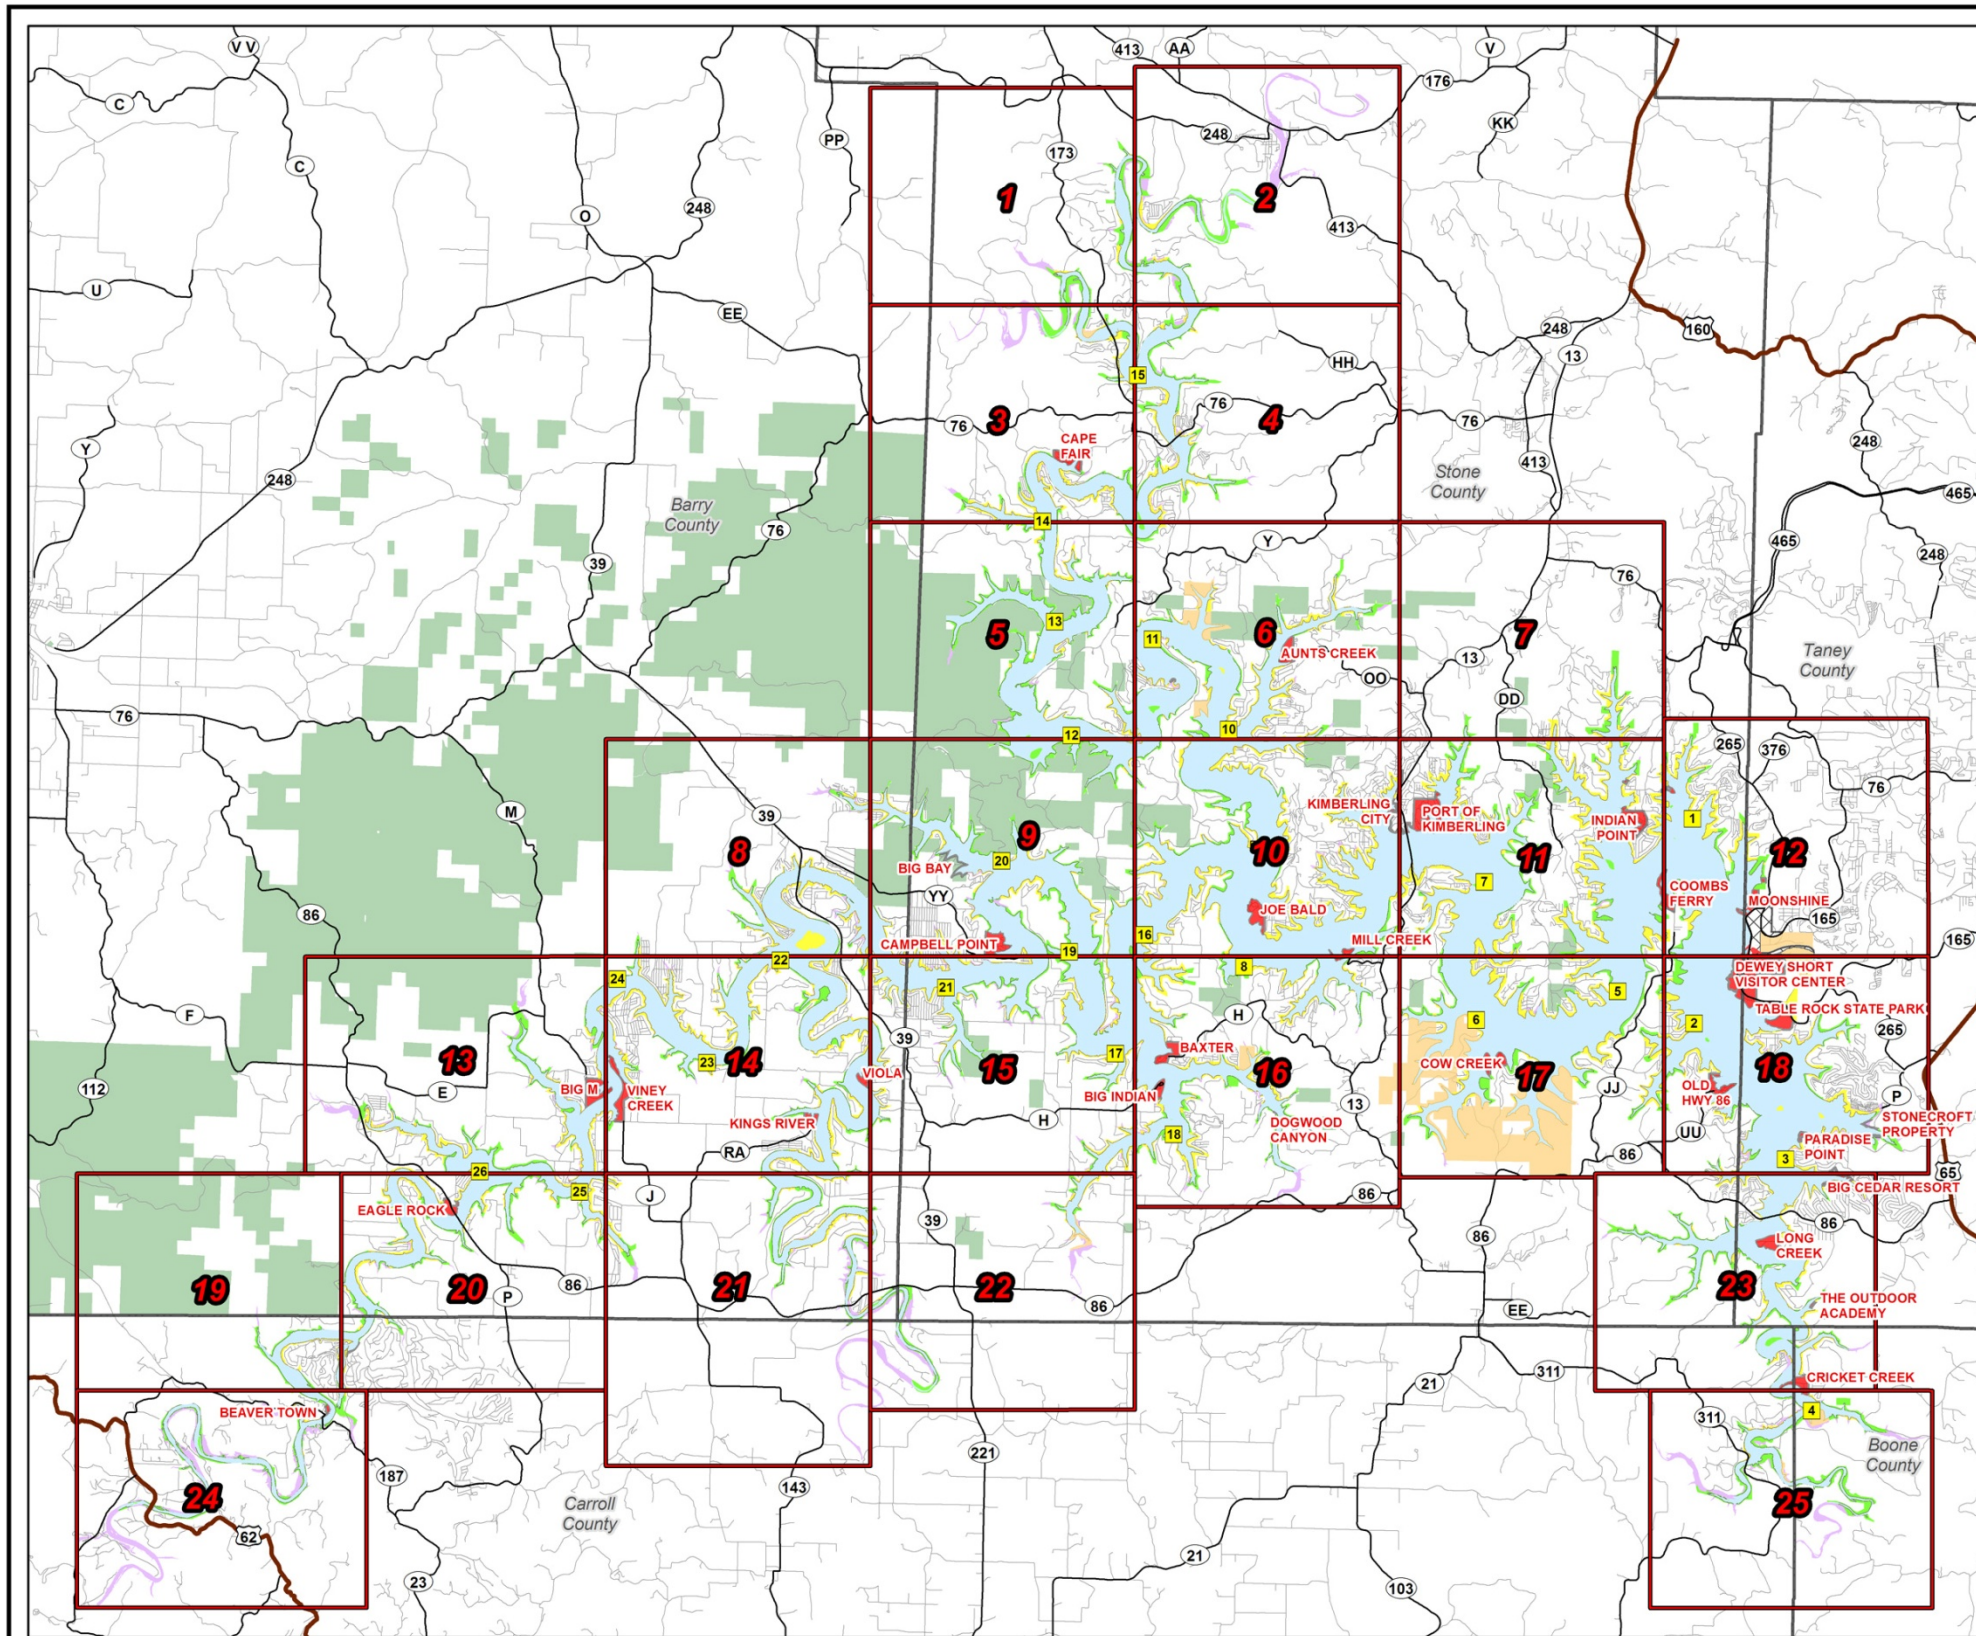 VV
413
AA
V
C
176
KK
248
PP
173
C
1
2
O
248
413
U
EE
248
160
13
HH
15
76
3
76
4
76
CAPE
FAIR
Y
248
413
248
Stone
County
465
Barry
County
14
76
Y
465
248
39
76
13
5
11
6
7
AUNTS CREEK
13
Taney
County
OO
DD
76
12
10
265
376
76
M
39
KIMBERLING
CITY
PORT OF
KIMBERLING
INDIAN
POINT
1
8
9
10
11
12
20
BIG BAY
7
YY
COOMBS
FERRY
MOONSHINE
86
JOE BALD
165
CAMPBELL POINT
19
16
MILL CREEK
165
22
8
DEWEY SHORT
VISITOR CENTER
24
21
5
F
H
6
2
TABLE ROCK STATE PARK
265
39
13
23
14
17
BAXTER
VIOLA
15
16
COW CREEK
17
18
112
E
BIG M
VINEY
CREEK
BIG INDIAN
13
JJ
OLD
HWY 86
P
KINGS RIVER
H
DOGWOOD
CANYON
18
STONECROFT
PROPERTY
UU
PARADISE
POINT
RA
86
3
26
65
25
J
86
BIG CEDAR RESORT
EAGLE ROCK
39
86
86
LONG
CREEK
19
20
86
21
22
23
P
86
EE
THE OUTDOOR
ACADEMY
311
21
CRICKET CREEK
BEAVER TOWN
4
311
221
Boone
County
187
143
24
Carroll
County
25
62
21
23
103